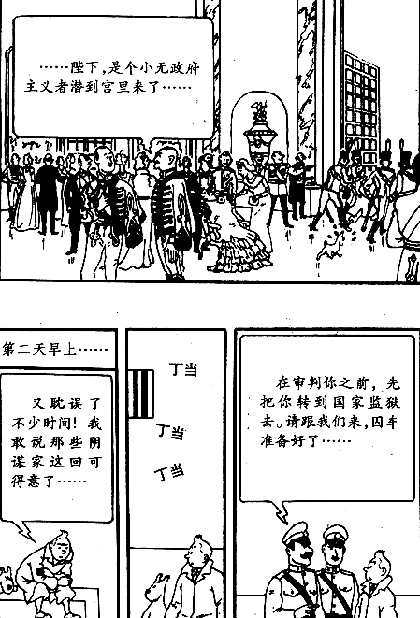 ……陛下，是个小无政府
主义者潜到宫里来了……
第二天早上……
又耽误了
不少时间！我
敢说那些阴
谋家这回可
得意了……
丁当
丁当
丁当
在审判你之前，先
把你转到国家监狱
去。请跟我们来，囚车
准备好了……